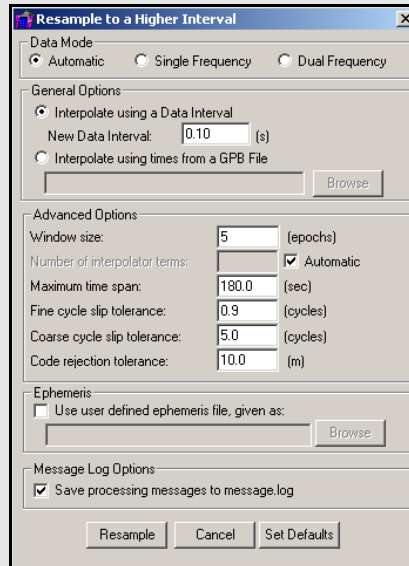 Resample to a Higher Interval
Data Mode
Automatic Single Frequency Dual Frequency
General Options
Interpolate using a Data Interval
New Data Interval: 0.10 (s)
Interpolate using times from a GPB File
Browse
Advanced Options
Window size: 5 (epochs)
Number of interpolator terms: Automatic
Maximum time span: 180.0 (sec)
Fine cycle slip tolerance: 0.9 (cycles)
Coarse cycle slip tolerance: 5.0 (cycles)
Code rejection tolerance: 10.0 (m)
Ephemeris
Use user defined ephemeris file, given as:
Browse
Message Log Options
Save processing messages to message.log
Resample Cancel Set Defaults